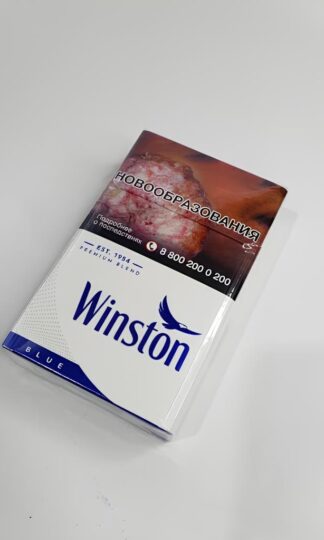 НОВООБРАЗОВАНИЯ
Подробнее
о последствиях
8 800 200 0 200
EST. 1954
PREMIUM BLEND
Winston
BLUE